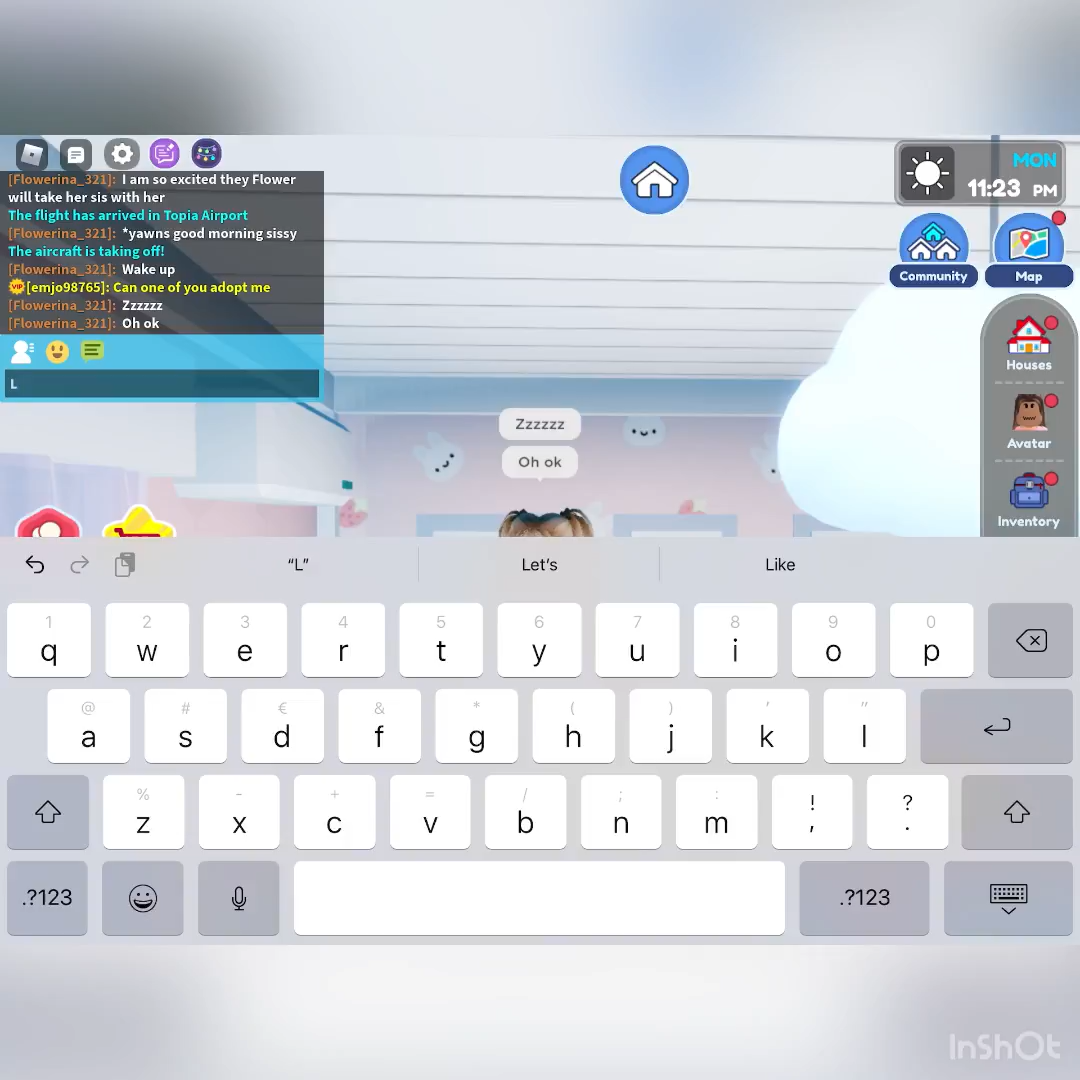 [Flowerina_321]: I am so excited they Flower
will take her sis with her
The flight has arrived in Topia Airport
[Flowerina_321]: *yawns good morning sissy
The aircraft is taking off!
[Flowerina_321]: Wake up
VIP [emjo98765]: Can one of you adopt me
[Flowerina_321]: Zzzzzz
[Flowerina_321]: Oh ok
L
MON
11:23 PM
Community
Map
Houses
Avatar
Inventory
Zzzzzz
Oh ok
“L”
Let’s
Like
1 2 3 4 5 6 7 8 9 0
q w e r t y u i o p
@ # € & * ( ) ' "
a s d f g h j k l
% - + = / ; : ! ?
z x c v b n m , .
.?123
.?123
InShOt